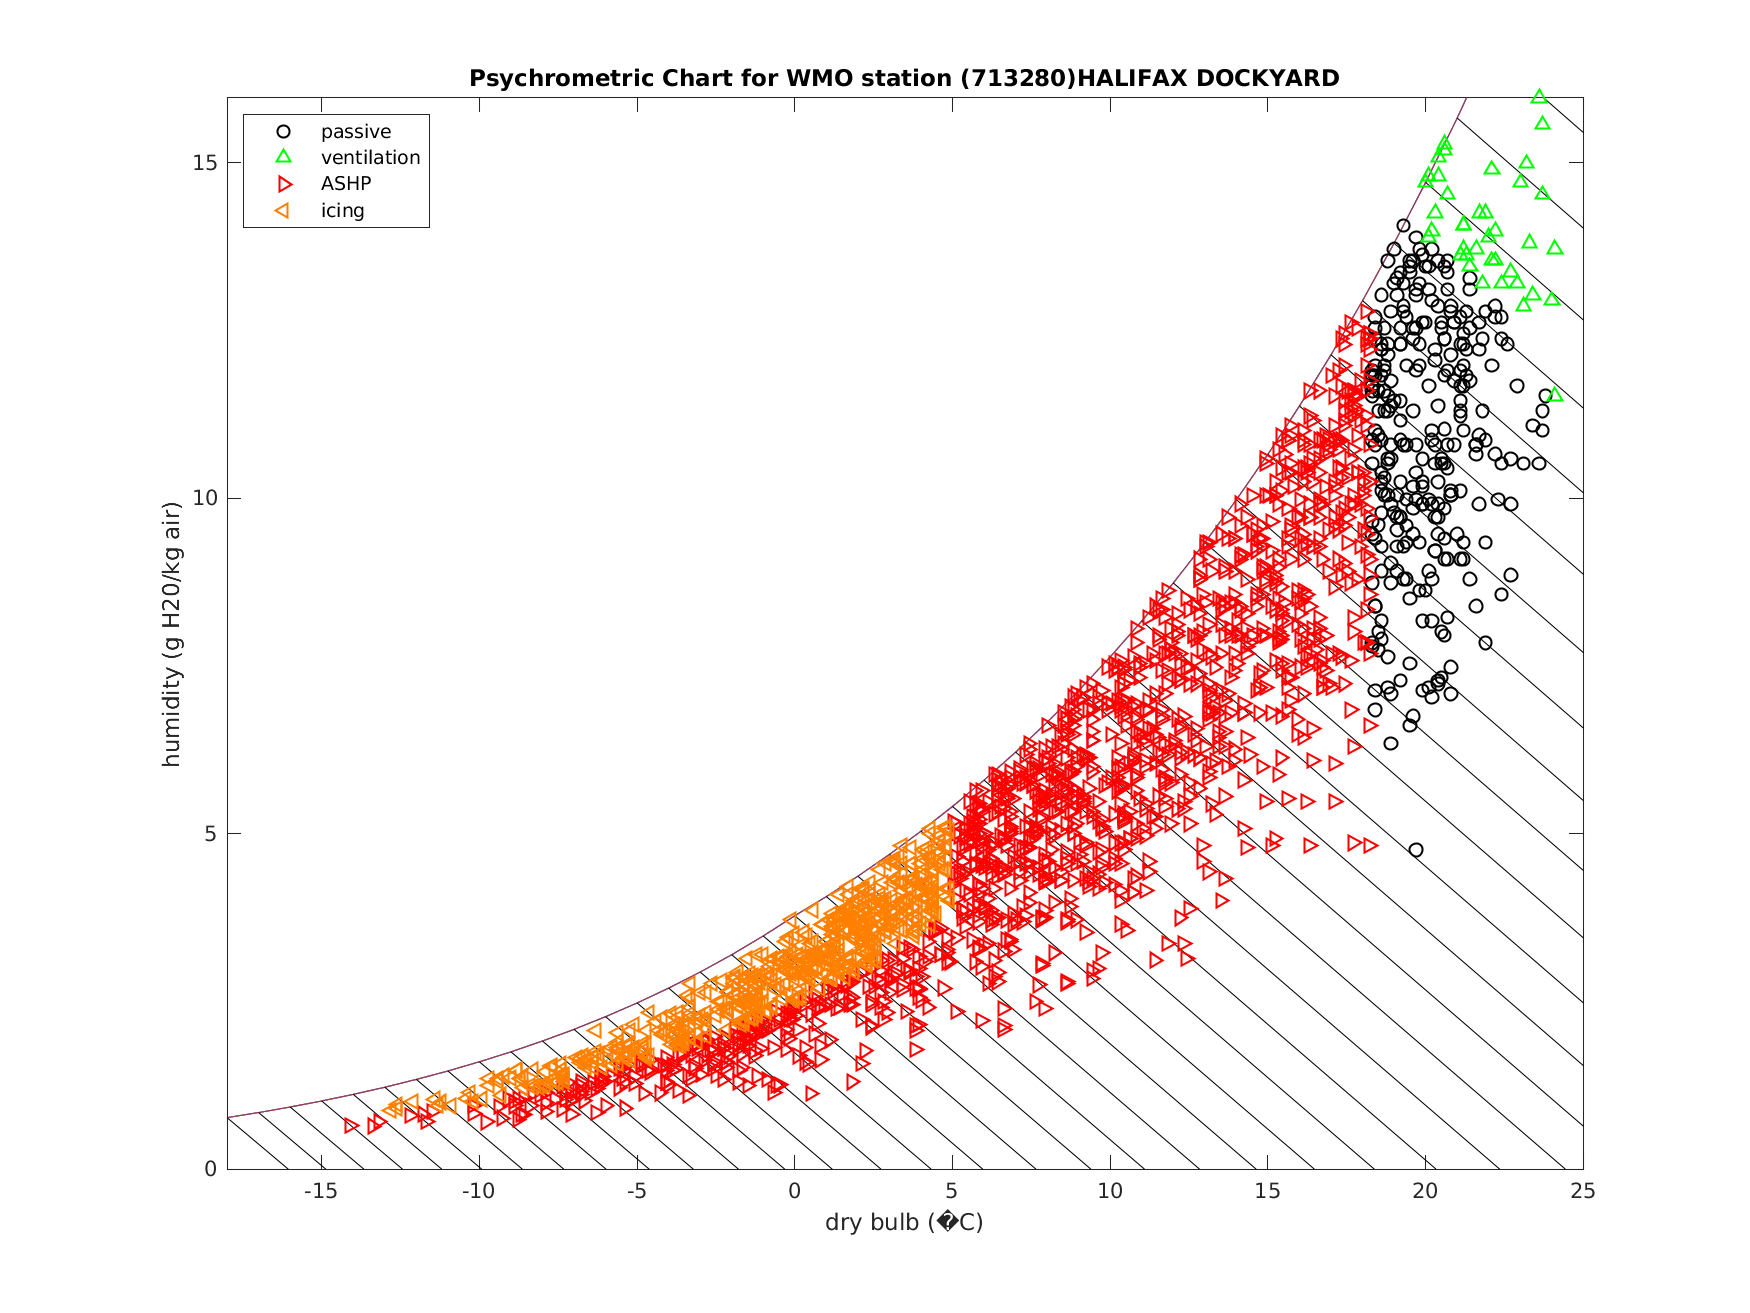 Psychrometric Chart for WMO station (713280)HALIFAX DOCKYARD
passive
ventilation
ASHP
icing
15
10
5
0
humidity (g H20/kg air)
-15 -10 -5 0 5 10 15 20 25
dry bulb (�C)